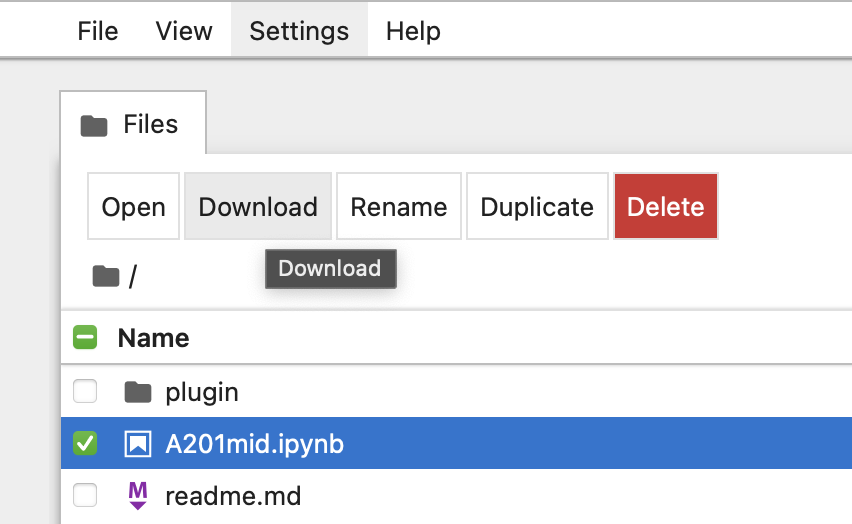 File View Settings Help
Files
Open Download Rename Duplicate Delete
/ Download
Name
plugin
A201mid.ipynb
M readme.md